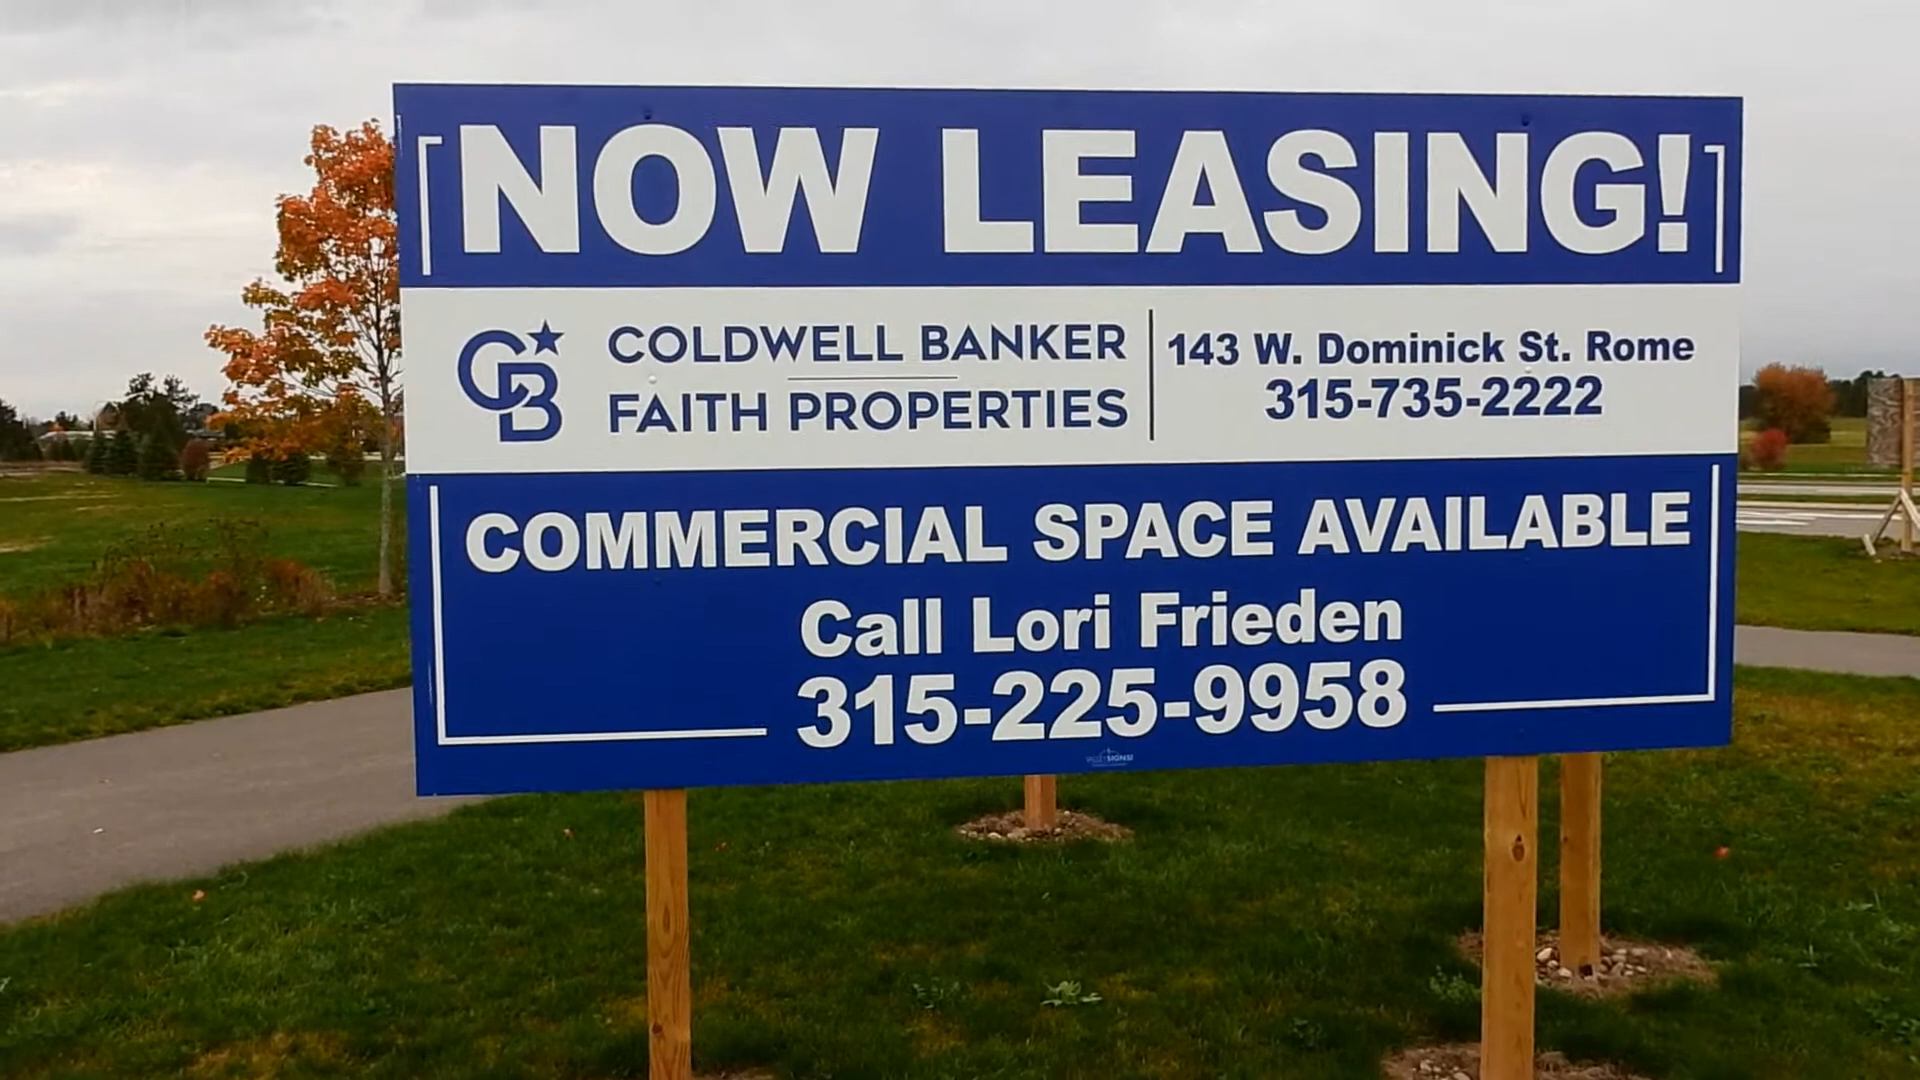 NOW LEASING!
CB
COLDWELL BANKER
FAITH PROPERTIES
143 W. Dominick St. Rome
315-735-2222
COMMERCIAL SPACE AVAILABLE
Call Lori Frieden
315-225-9958